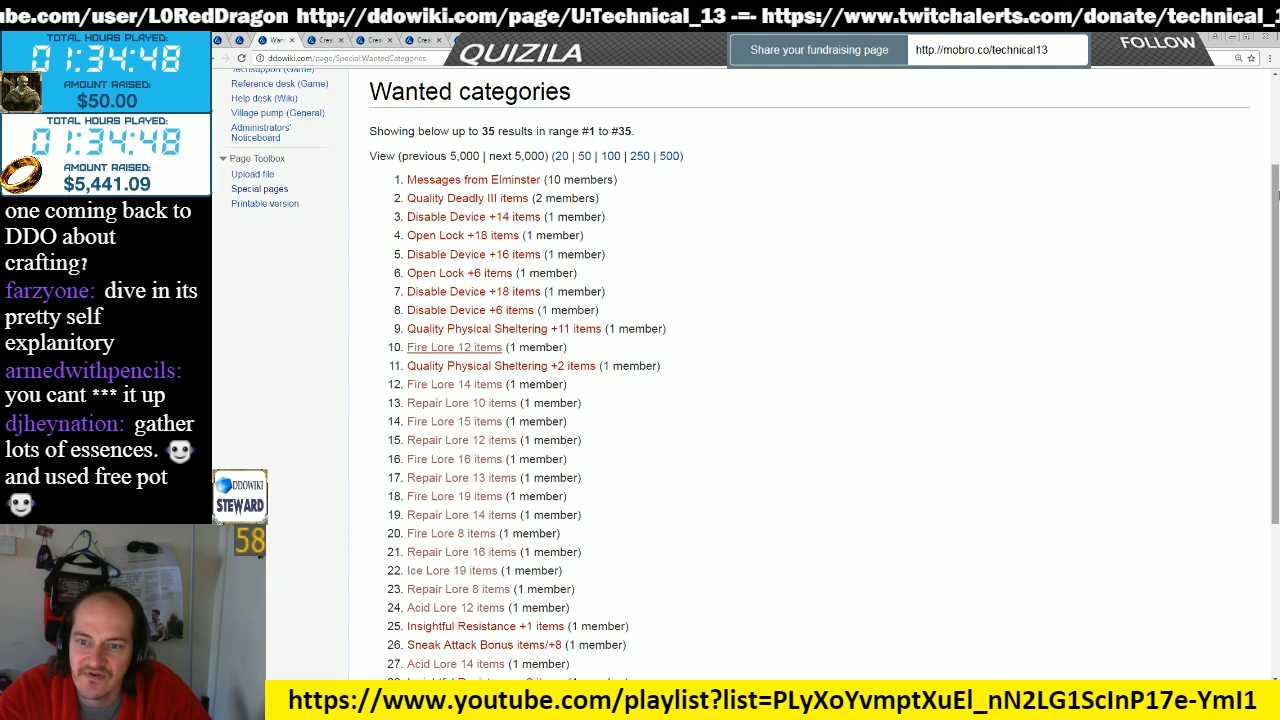 ube.com/user/L0RedDragon http://ddowiki.com/page/U:Technical_13 -=- https://www.twitchalerts.com/donate/technical_1
TOTAL HOURS PLAYED:
01:34:48
AMOUNT RAISED:
$50.00
TOTAL HOURS PLAYED:
01:34:48
AMOUNT RAISED:
$5,441.09
one coming back to
DDO about
crafting?
farzyone: dive in its
pretty self
explanitory
armedwithpencils:
you cant *** it up
djheynation: gather
lots of essences.
and used free pot
DDOWIKI
STEWARD
58
Wan
Crea
Crea
Crea
QUIZILA
Share your fundraising page
http://mobro.co/technical13
FOLLOW
ddowiki.com/page/Special:WantedCategories
Techsupport (Game)
Reference desk (Game)
Help desk (Wiki)
Village pump (General)
Administrators'
Noticeboard
Page Toolbox
Upload file
Special pages
Printable version
Wanted categories
Showing below up to 35 results in range #1 to #35.
View (previous 5,000 | next 5,000) (20 | 50 | 100 | 250 | 500)
1. Messages from Elminster (10 members)
2. Quality Deadly III items (2 members)
3. Disable Device +14 items (1 member)
4. Open Lock +18 items (1 member)
5. Disable Device +16 items (1 member)
6. Open Lock +6 items (1 member)
7. Disable Device +18 items (1 member)
8. Disable Device +6 items (1 member)
9. Quality Physical Sheltering +11 items (1 member)
10. Fire Lore 12 items (1 member)
11. Quality Physical Sheltering +2 items (1 member)
12. Fire Lore 14 items (1 member)
13. Repair Lore 10 items (1 member)
14. Fire Lore 15 items (1 member)
15. Repair Lore 12 items (1 member)
16. Fire Lore 16 items (1 member)
17. Repair Lore 13 items (1 member)
18. Fire Lore 19 items (1 member)
19. Repair Lore 14 items (1 member)
20. Fire Lore 8 items (1 member)
21. Repair Lore 16 items (1 member)
22. Ice Lore 19 items (1 member)
23. Repair Lore 8 items (1 member)
24. Acid Lore 12 items (1 member)
25. Insightful Resistance +1 items (1 member)
26. Sneak Attack Bonus items/+8 (1 member)
27. Acid Lore 14 items (1 member)
https://www.youtube.com/playlist?list=PLyXoYvmptXuEl_nN2LG1ScInP17e-YmI1